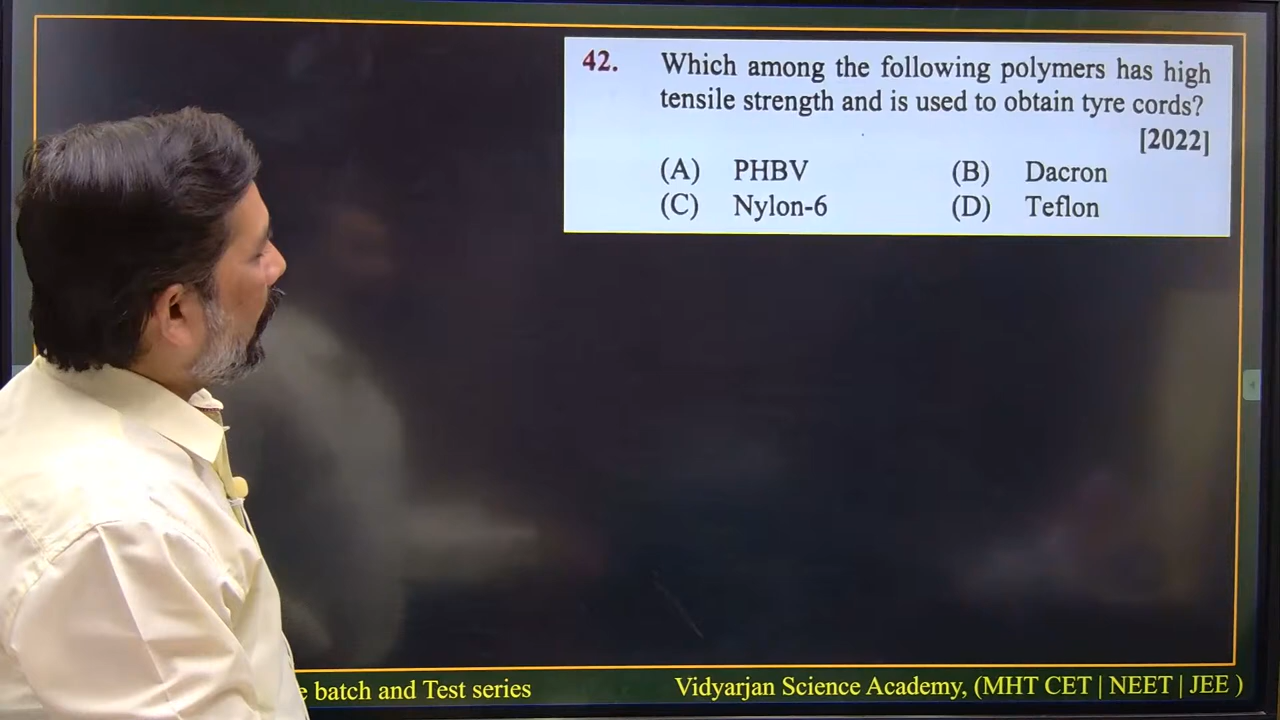 42. Which among the following polymers has high
tensile strength and is used to obtain tyre cords?
[2022]
(A) PHBV (B) Dacron
(C) Nylon-6 (D) Teflon
batch and Test series
Vidyarjan Science Academy, (MHT CET | NEET | JEE )